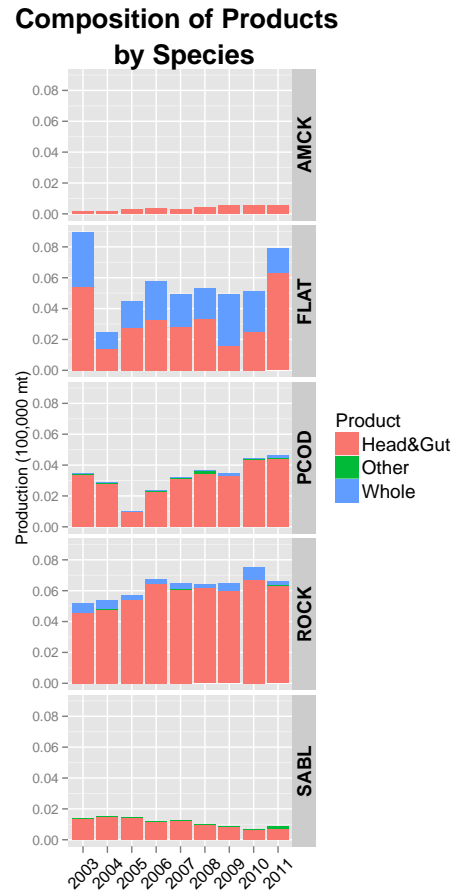 Composition of Products
by Species
0.08
0.06
0.04
0.02
0.00
AMCK
0.08
0.06
0.04
0.02
0.00
FLAT
0.08
0.06
0.04
0.02
0.00
PCOD
0.08
0.06
0.04
0.02
0.00
ROCK
0.08
0.06
0.04
0.02
0.00
SABL
Production (100,000 mt)
2003
2004
2005
2006
2007
2008
2009
2010
2011
Product
Head&Gut
Other
Whole